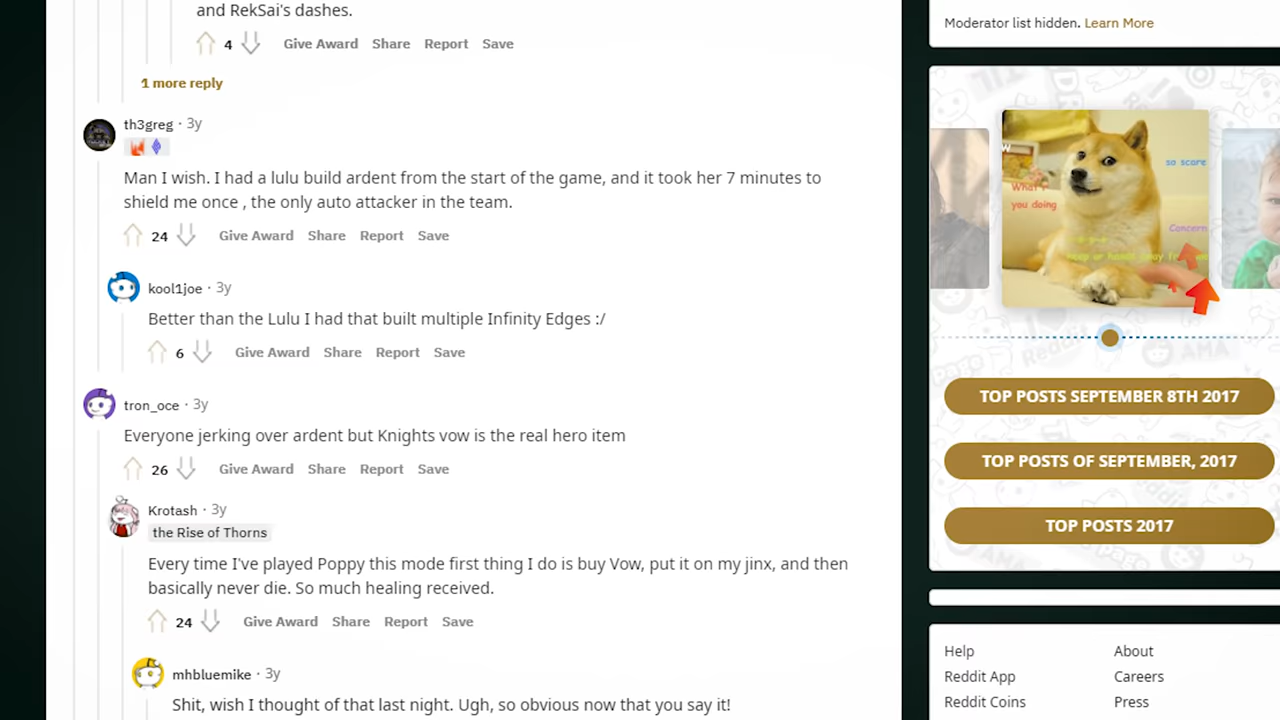 and RekSai's dashes.
4 Give Award Share Report Save
1 more reply
th3greg · 3y
Man I wish. I had a lulu build ardent from the start of the game, and it took her 7 minutes to
shield me once , the only auto attacker in the team.
24 Give Award Share Report Save
kool1joe · 3y
Better than the Lulu I had that built multiple Infinity Edges :/
6 Give Award Share Report Save
tron_oce · 3y
Everyone jerking over ardent but Knights vow is the real hero item
26 Give Award Share Report Save
Krotash · 3y
the Rise of Thorns
Every time I've played Poppy this mode first thing I do is buy Vow, put it on my jinx, and then
basically never die. So much healing received.
24 Give Award Share Report Save
mhbluemike · 3y
Shit, wish I thought of that last night. Ugh, so obvious now that you say it!
Moderator list hidden. Learn More
so scare
What r
you doing
Concern
TOP POSTS SEPTEMBER 8TH 2017
TOP POSTS OF SEPTEMBER, 2017
TOP POSTS 2017
Help About
Reddit App Careers
Reddit Coins Press